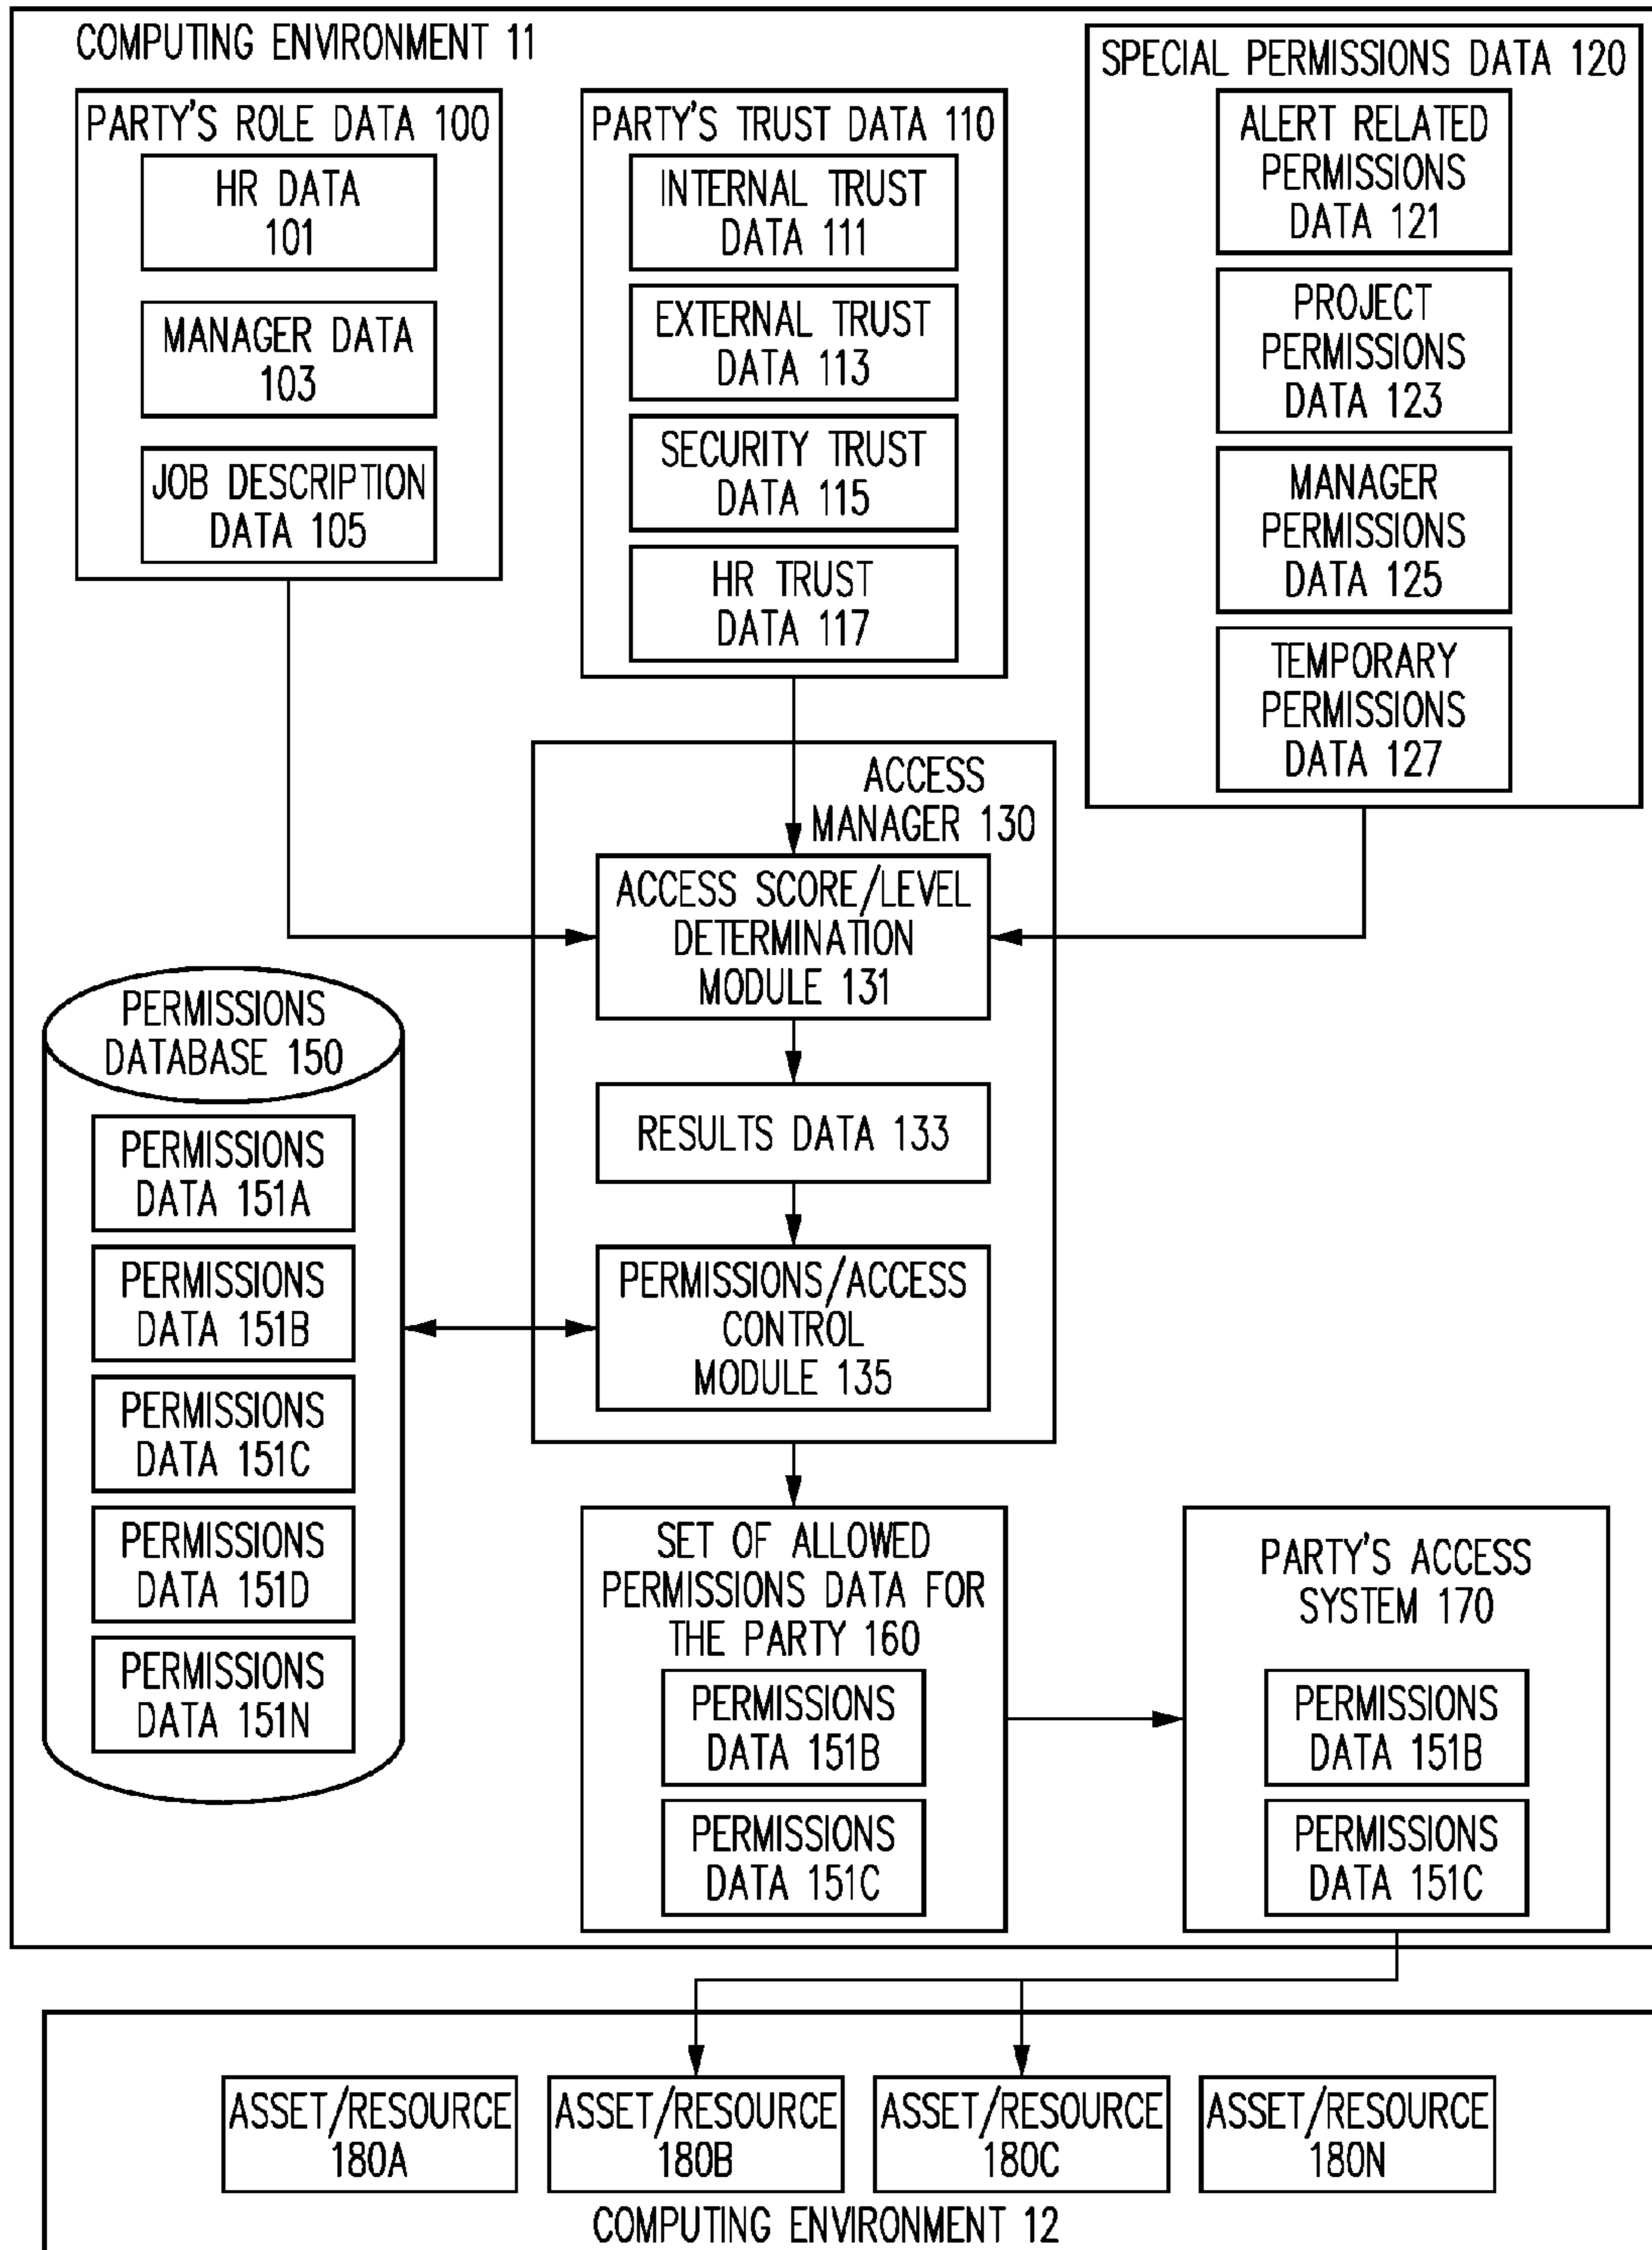 COMPUTING ENVIRONMENT 11
PARTY'S ROLE DATA 100
HR DATA
101
MANAGER DATA
103
JOB DESCRIPTION
DATA 105
PARTY'S TRUST DATA 110
INTERNAL TRUST
DATA 111
EXTERNAL TRUST
DATA 113
SECURITY TRUST
DATA 115
HR TRUST
DATA 117
SPECIAL PERMISSIONS DATA 120
ALERT RELATED
PERMISSIONS
DATA 121
PROJECT
PERMISSIONS
DATA 123
MANAGER
PERMISSIONS
DATA 125
TEMPORARY
PERMISSIONS
DATA 127
ACCESS
MANAGER 130
ACCESS SCORE/LEVEL
DETERMINATION
MODULE 131
RESULTS DATA 133
PERMISSIONS/ACCESS
CONTROL
MODULE 135
PERMISSIONS
DATABASE 150
PERMISSIONS
DATA 151A
PERMISSIONS
DATA 151B
PERMISSIONS
DATA 151C
PERMISSIONS
DATA 151D
PERMISSIONS
DATA 151N
SET OF ALLOWED
PERMISSIONS DATA FOR
THE PARTY 160
PERMISSIONS
DATA 151B
PERMISSIONS
DATA 151C
PARTY'S ACCESS
SYSTEM 170
PERMISSIONS
DATA 151B
PERMISSIONS
DATA 151C
ASSET/RESOURCE
180A
ASSET/RESOURCE
180B
ASSET/RESOURCE
180C
ASSET/RESOURCE
180N
COMPUTING ENVIRONMENT 12